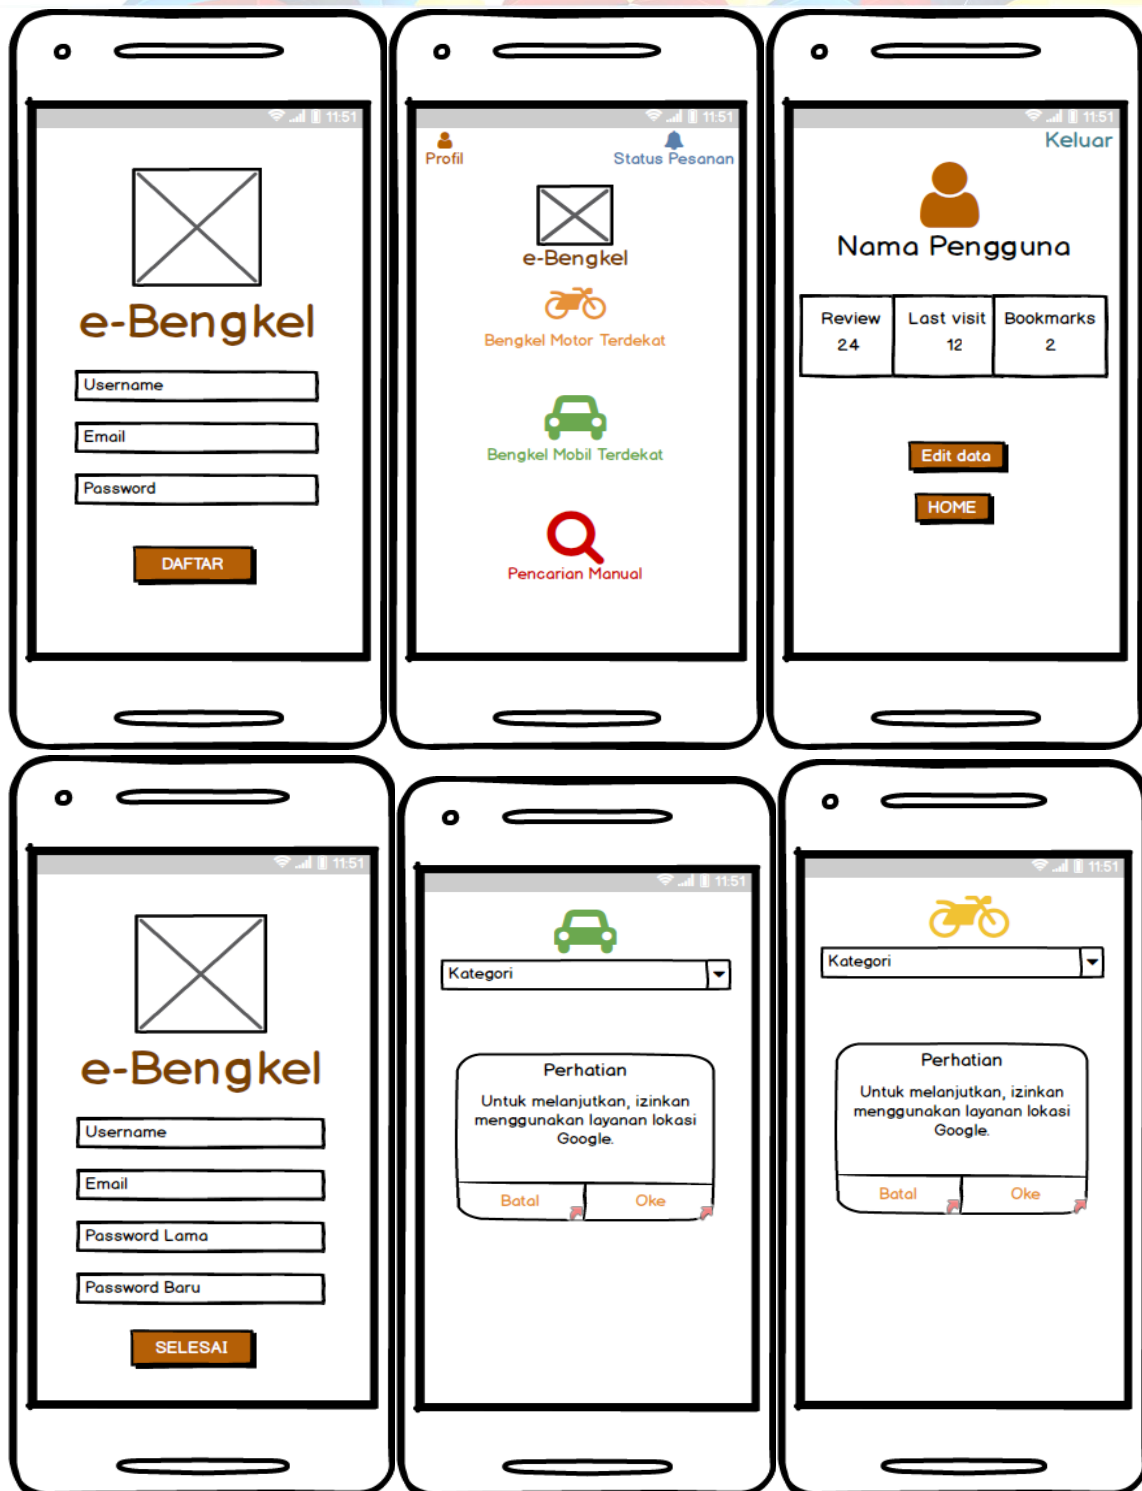 11:51
e-Bengkel
Username
Email
Password
DAFTAR
11:51
Profil
Status Pesanan
e-Bengkel
Bengkel Motor Terdekat
Bengkel Mobil Terdekat
Pencarian Manual
11:51
Keluar
Nama Pengguna
Review
24
Last visit
12
Bookmarks
2
Edit data
HOME
11:51
e-Bengkel
Username
Email
Password Lama
Password Baru
SELESAI
11:51
Kategori
Perhatian
Untuk melanjutkan, izinkan
menggunakan layanan lokasi
Google.
Batal
Oke
11:51
Kategori
Perhatian
Untuk melanjutkan, izinkan
menggunakan layanan lokasi
Google.
Batal
Oke